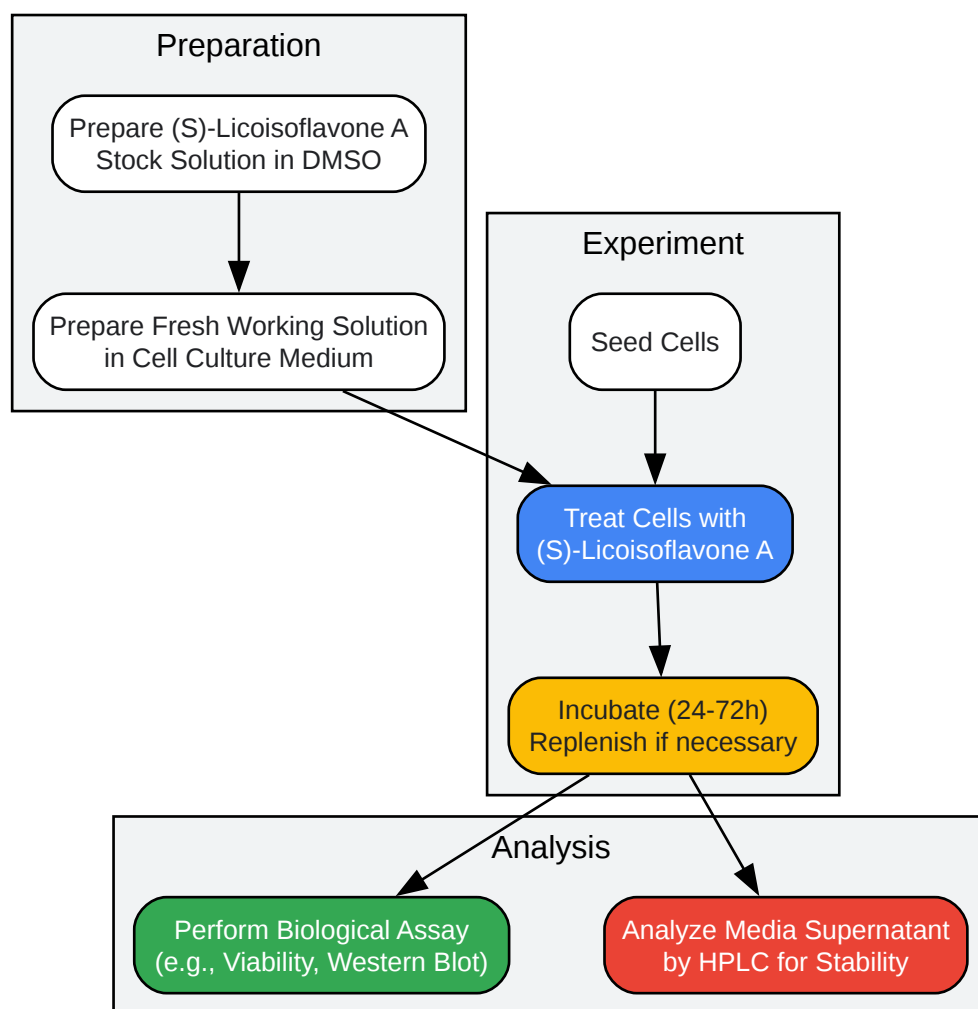 Preparation
Prepare (S)-Licoisoflavone A
Stock Solution in DMSO
Prepare Fresh Working Solution
in Cell Culture Medium
Experiment
Seed Cells
Treat Cells with
(S)-Licoisoflavone A
Incubate (24-72h)
Replenish if necessary
Analysis
Perform Biological Assay
(e.g., Viability, Western Blot)
Analyze Media Supernatant
by HPLC for Stability